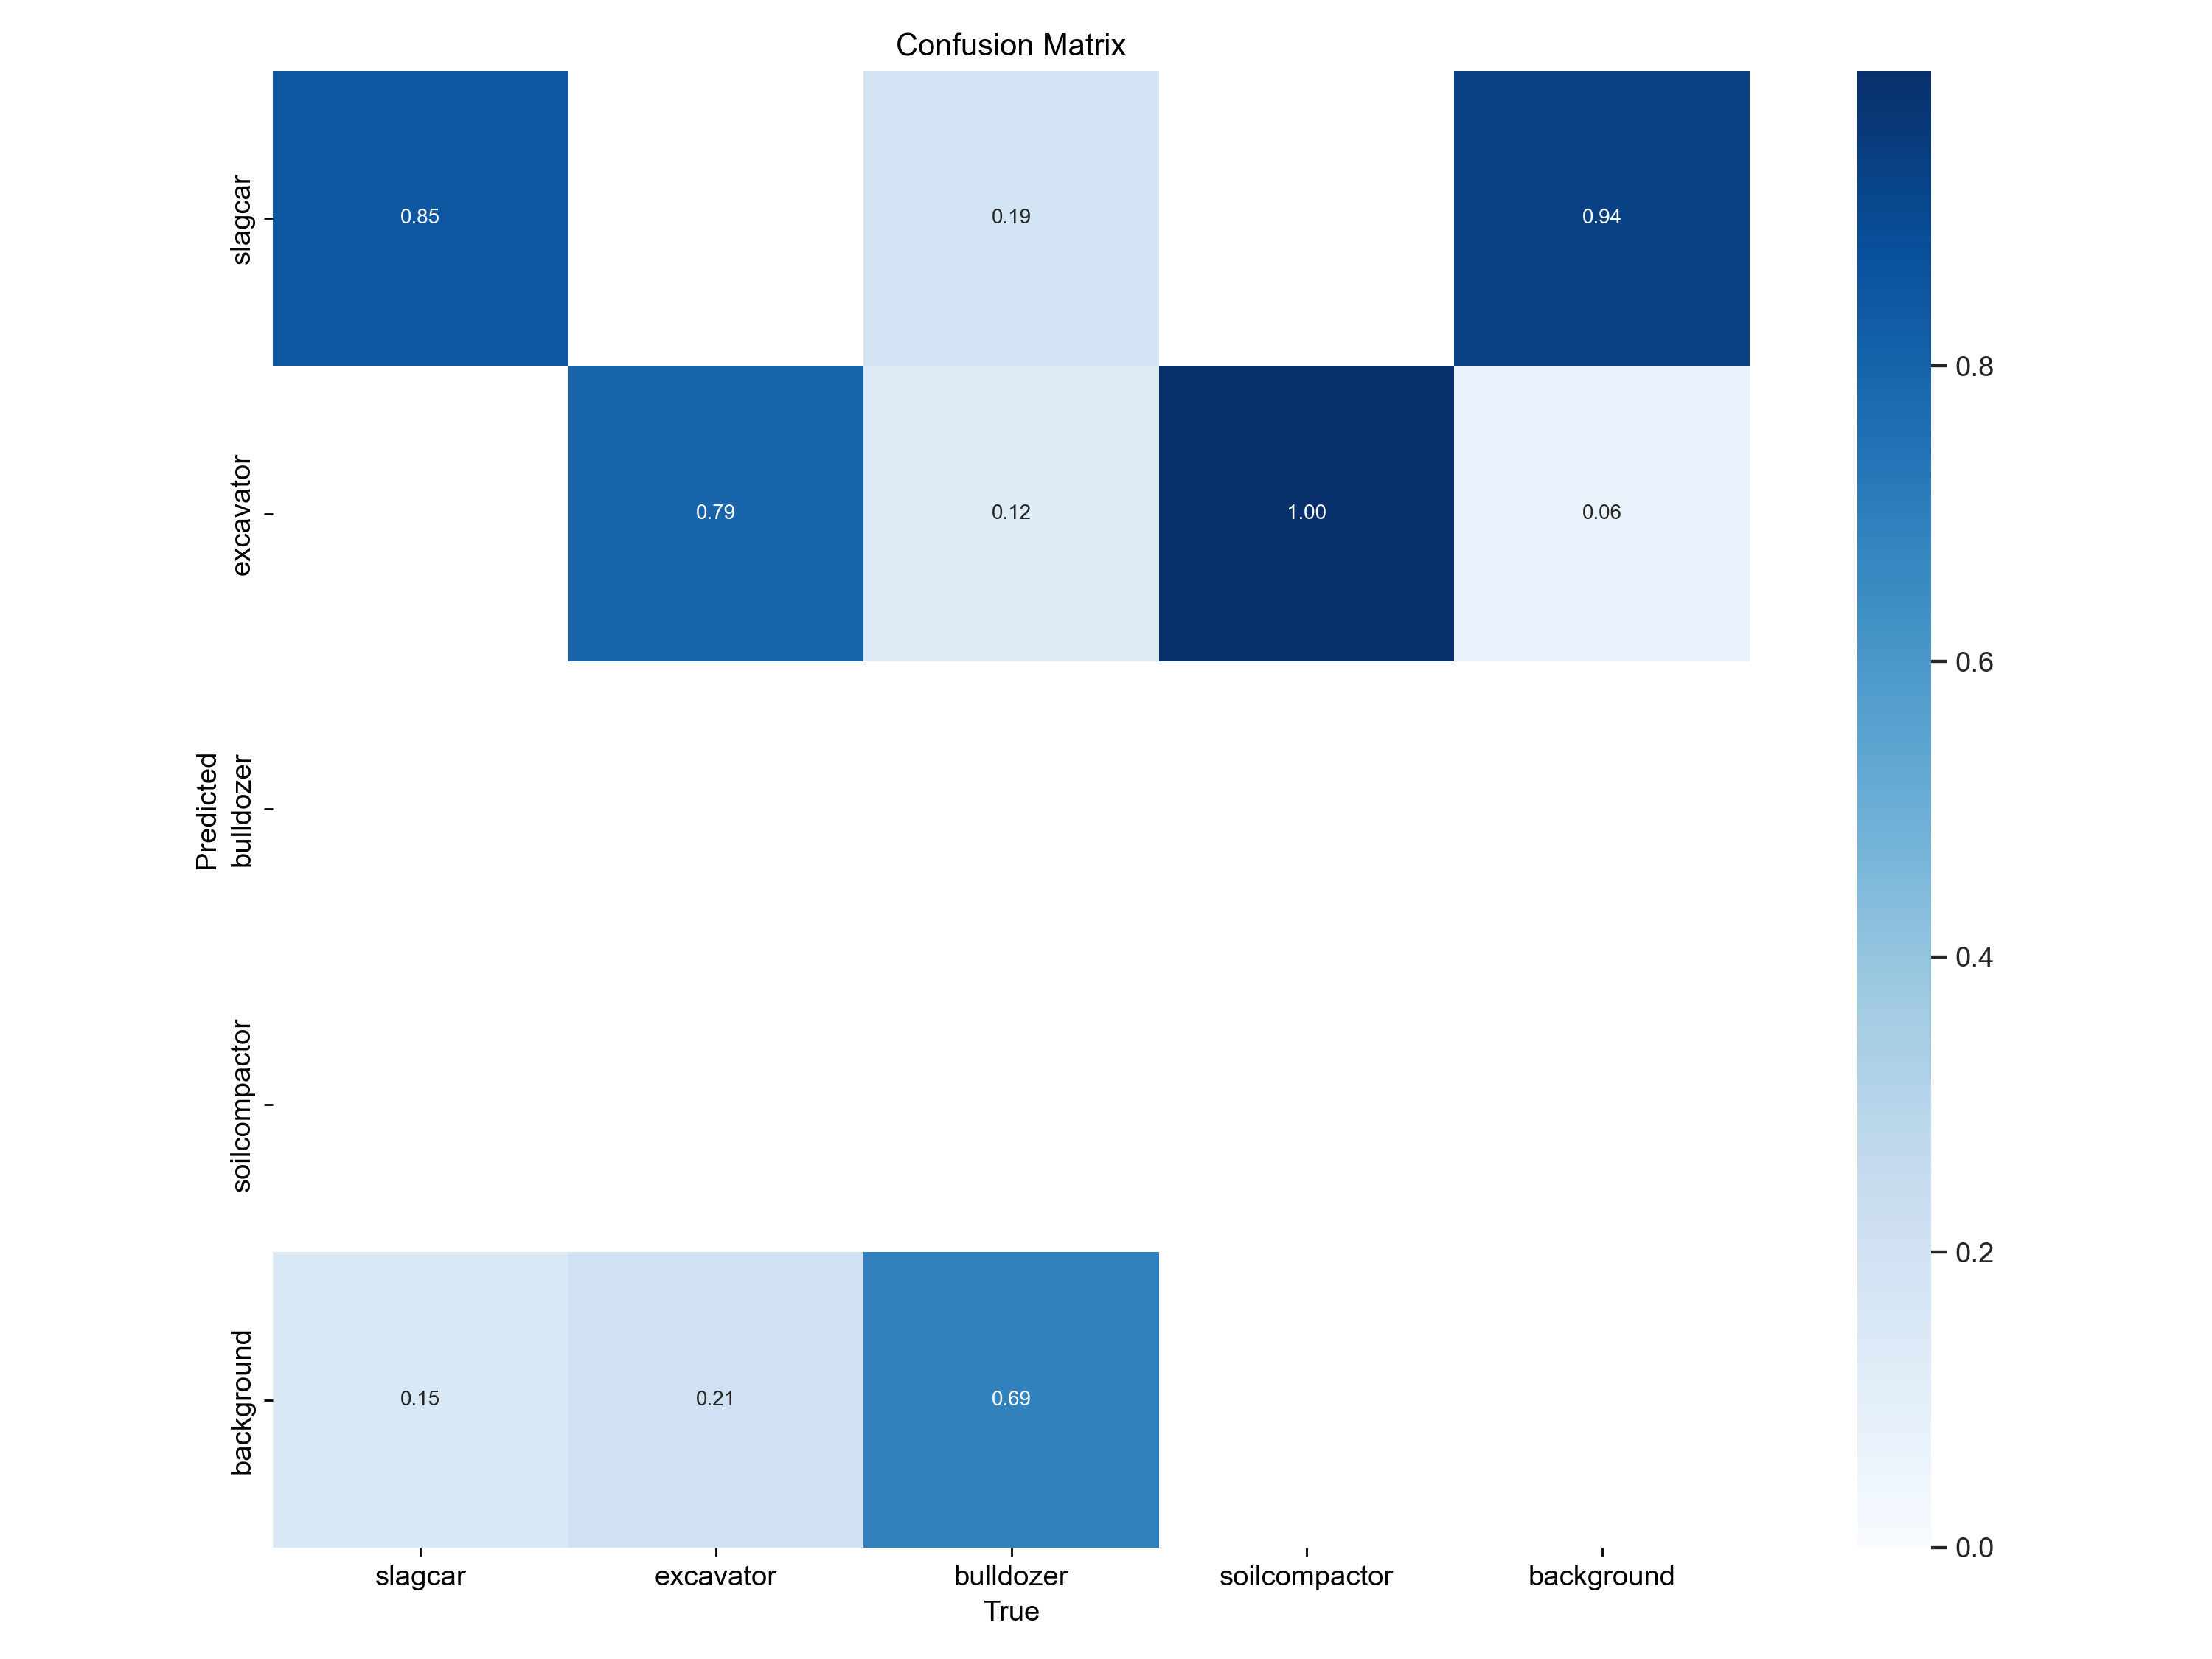 Confusion Matrix
slagcar
0.85
0.19
0.94
excavator
0.79
0.12
1.00
0.06
Predicted
bulldozer
soilcompactor
background
0.15
0.21
0.69
slagcar
excavator
bulldozer
soilcompactor
background
True
0.8
0.6
0.4
0.2
0.0